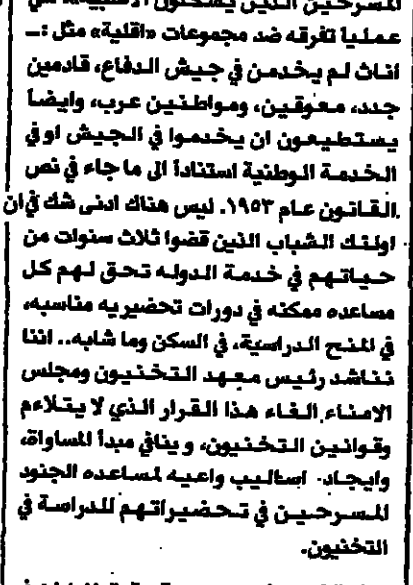 المسرحين الذين يشكلون
عمليا تفرقه ضد مجموعات «اقلية» مثل :ـ
اناث لم يخدمن في جيش الدفاع، قادمين
جدد، معوقين، ومواطنين عرب، وايضا
يستطيعون ان يخدموا في الجيش او في
الخدمة الوطنية استنادا الى ما جاء في نص
القانون عام ١٩٥٣. ليس هناك ادنى شك في ان
اولئك الشباب الذين قضوا ثلاث سنوات من
حياتهم في خدمة الدوله تحق لهم كل
مساعده ممكنه في دورات تحضيريه مناسبه،
في المنح الدراسية، في السكن وما شابه.. اننا
نناشد رئيس معهد التخنيون ومجلس
الامناء الغاء هذا القرار الذي لا يتلاءم
وقوانين التخنيون، وينافي مبدأ المساواة،
وايجاد اساليب واعيه لمساعده الجنود
المسرحين في تحضيراتهم للدراسة في
التخنيون.